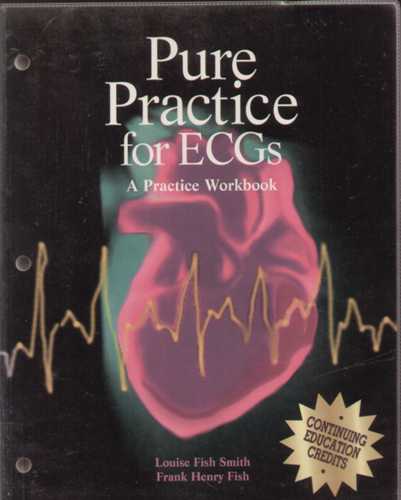 Pure
Practice
for ECGs
A Practice Workbook
CONTINUING
EDUCATION
CREDITS
Louise Fish Smith
Frank Henry Fish